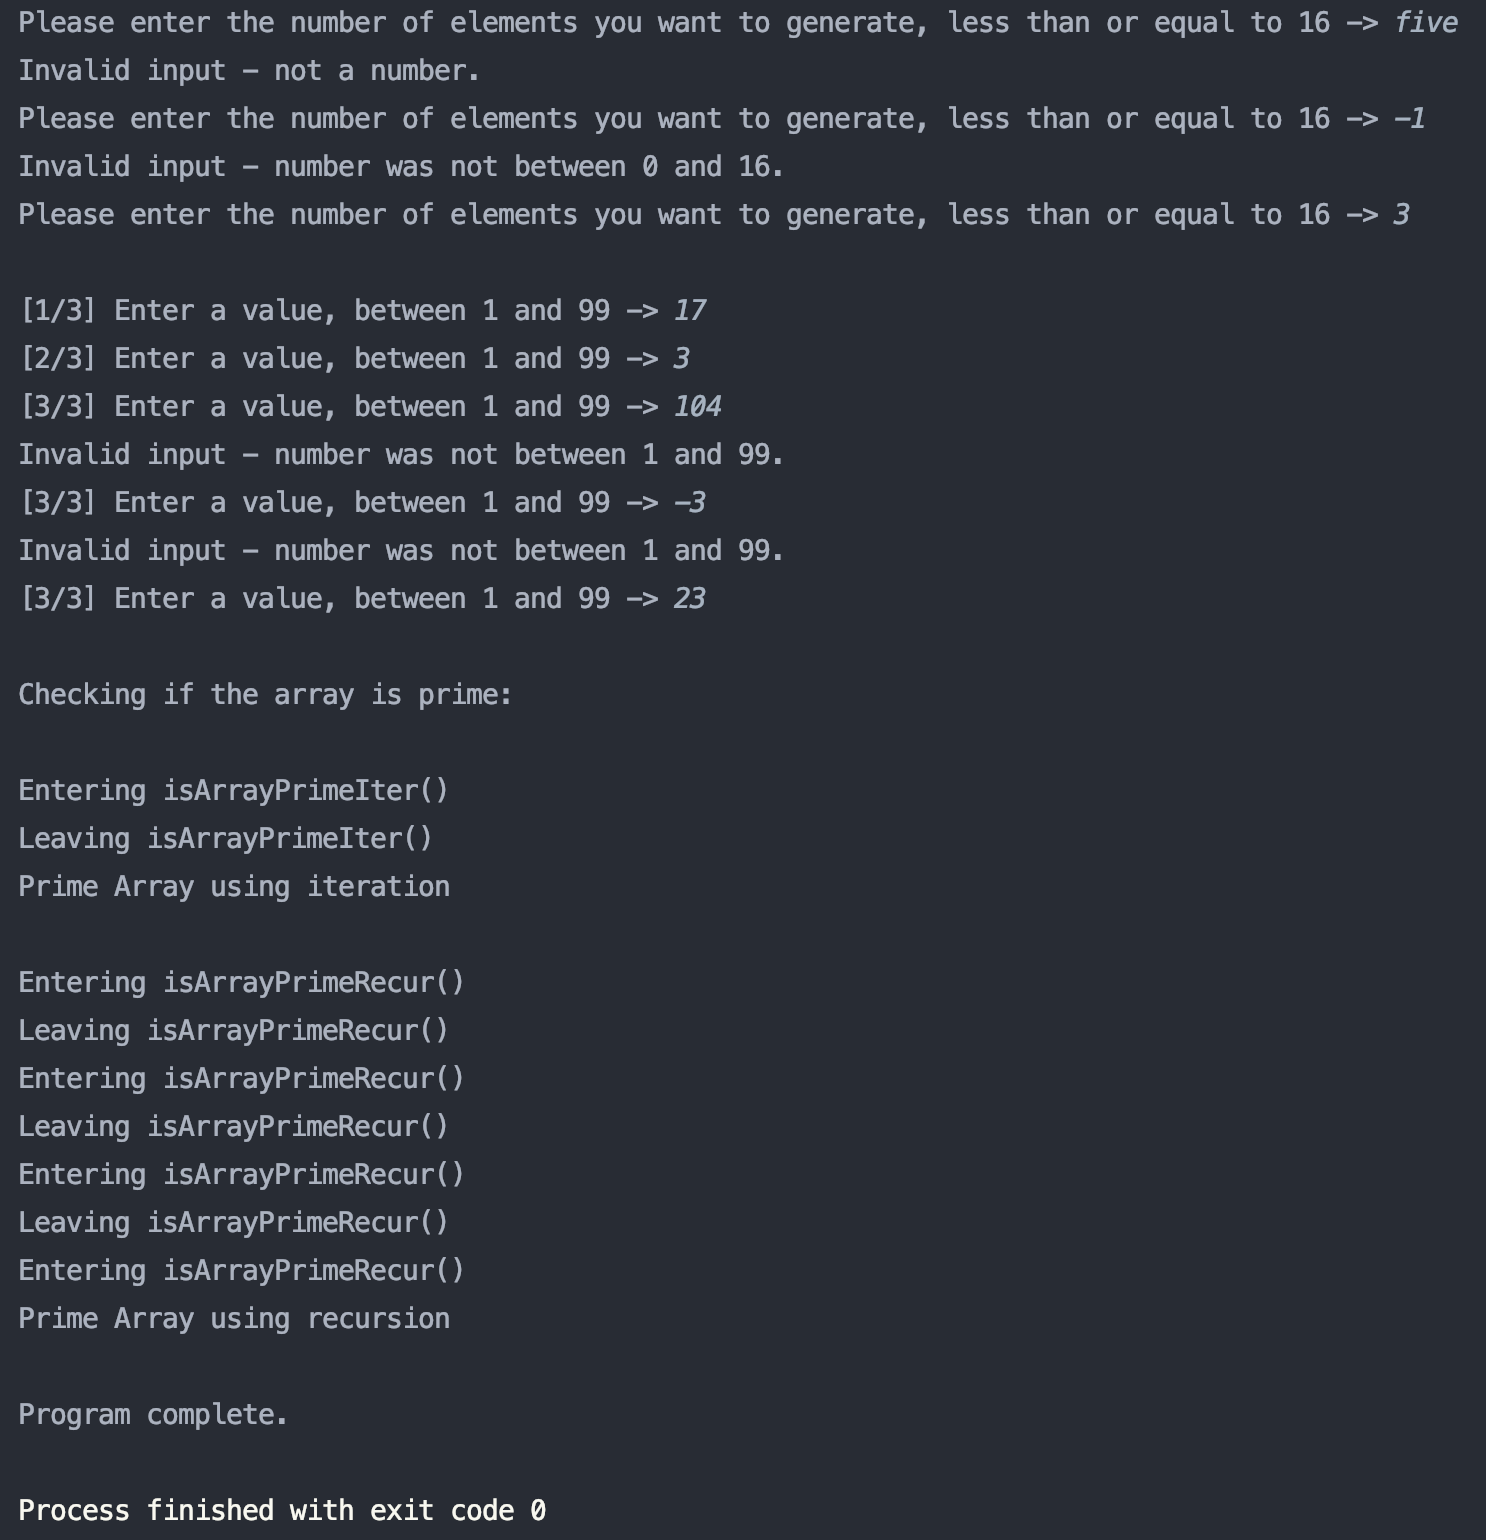 Please enter the number of elements you want to generate, less than or equal to 16 -> five
Invalid input - not a number.
Please enter the number of elements you want to generate, less than or equal to 16 -> -1
Invalid input - number was not between 0 and 16.
Please enter the number of elements you want to generate, less than or equal to 16 -> 3
[1/3] Enter a value, between 1 and 99 -> 17
[2/3] Enter a value, between 1 and 99 -> 3
[3/3] Enter a value, between 1 and 99 -> 104
Invalid input - number was not between 1 and 99.
[3/3] Enter a value, between 1 and 99 -> -3
Invalid input - number was not between 1 and 99.
[3/3] Enter a value, between 1 and 99 -> 23
Checking if the array is prime:
Entering isArrayPrimeIter()
Leaving isArrayPrimeIter()
Prime Array using iteration
Entering isArrayPrimeRecur()
Leaving isArrayPrimeRecur()
Entering isArrayPrimeRecur()
Leaving isArrayPrimeRecur()
Entering isArrayPrimeRecur()
Leaving isArrayPrimeRecur()
Entering isArrayPrimeRecur()
Prime Array using recursion
Program complete.
Process finished with exit code 0